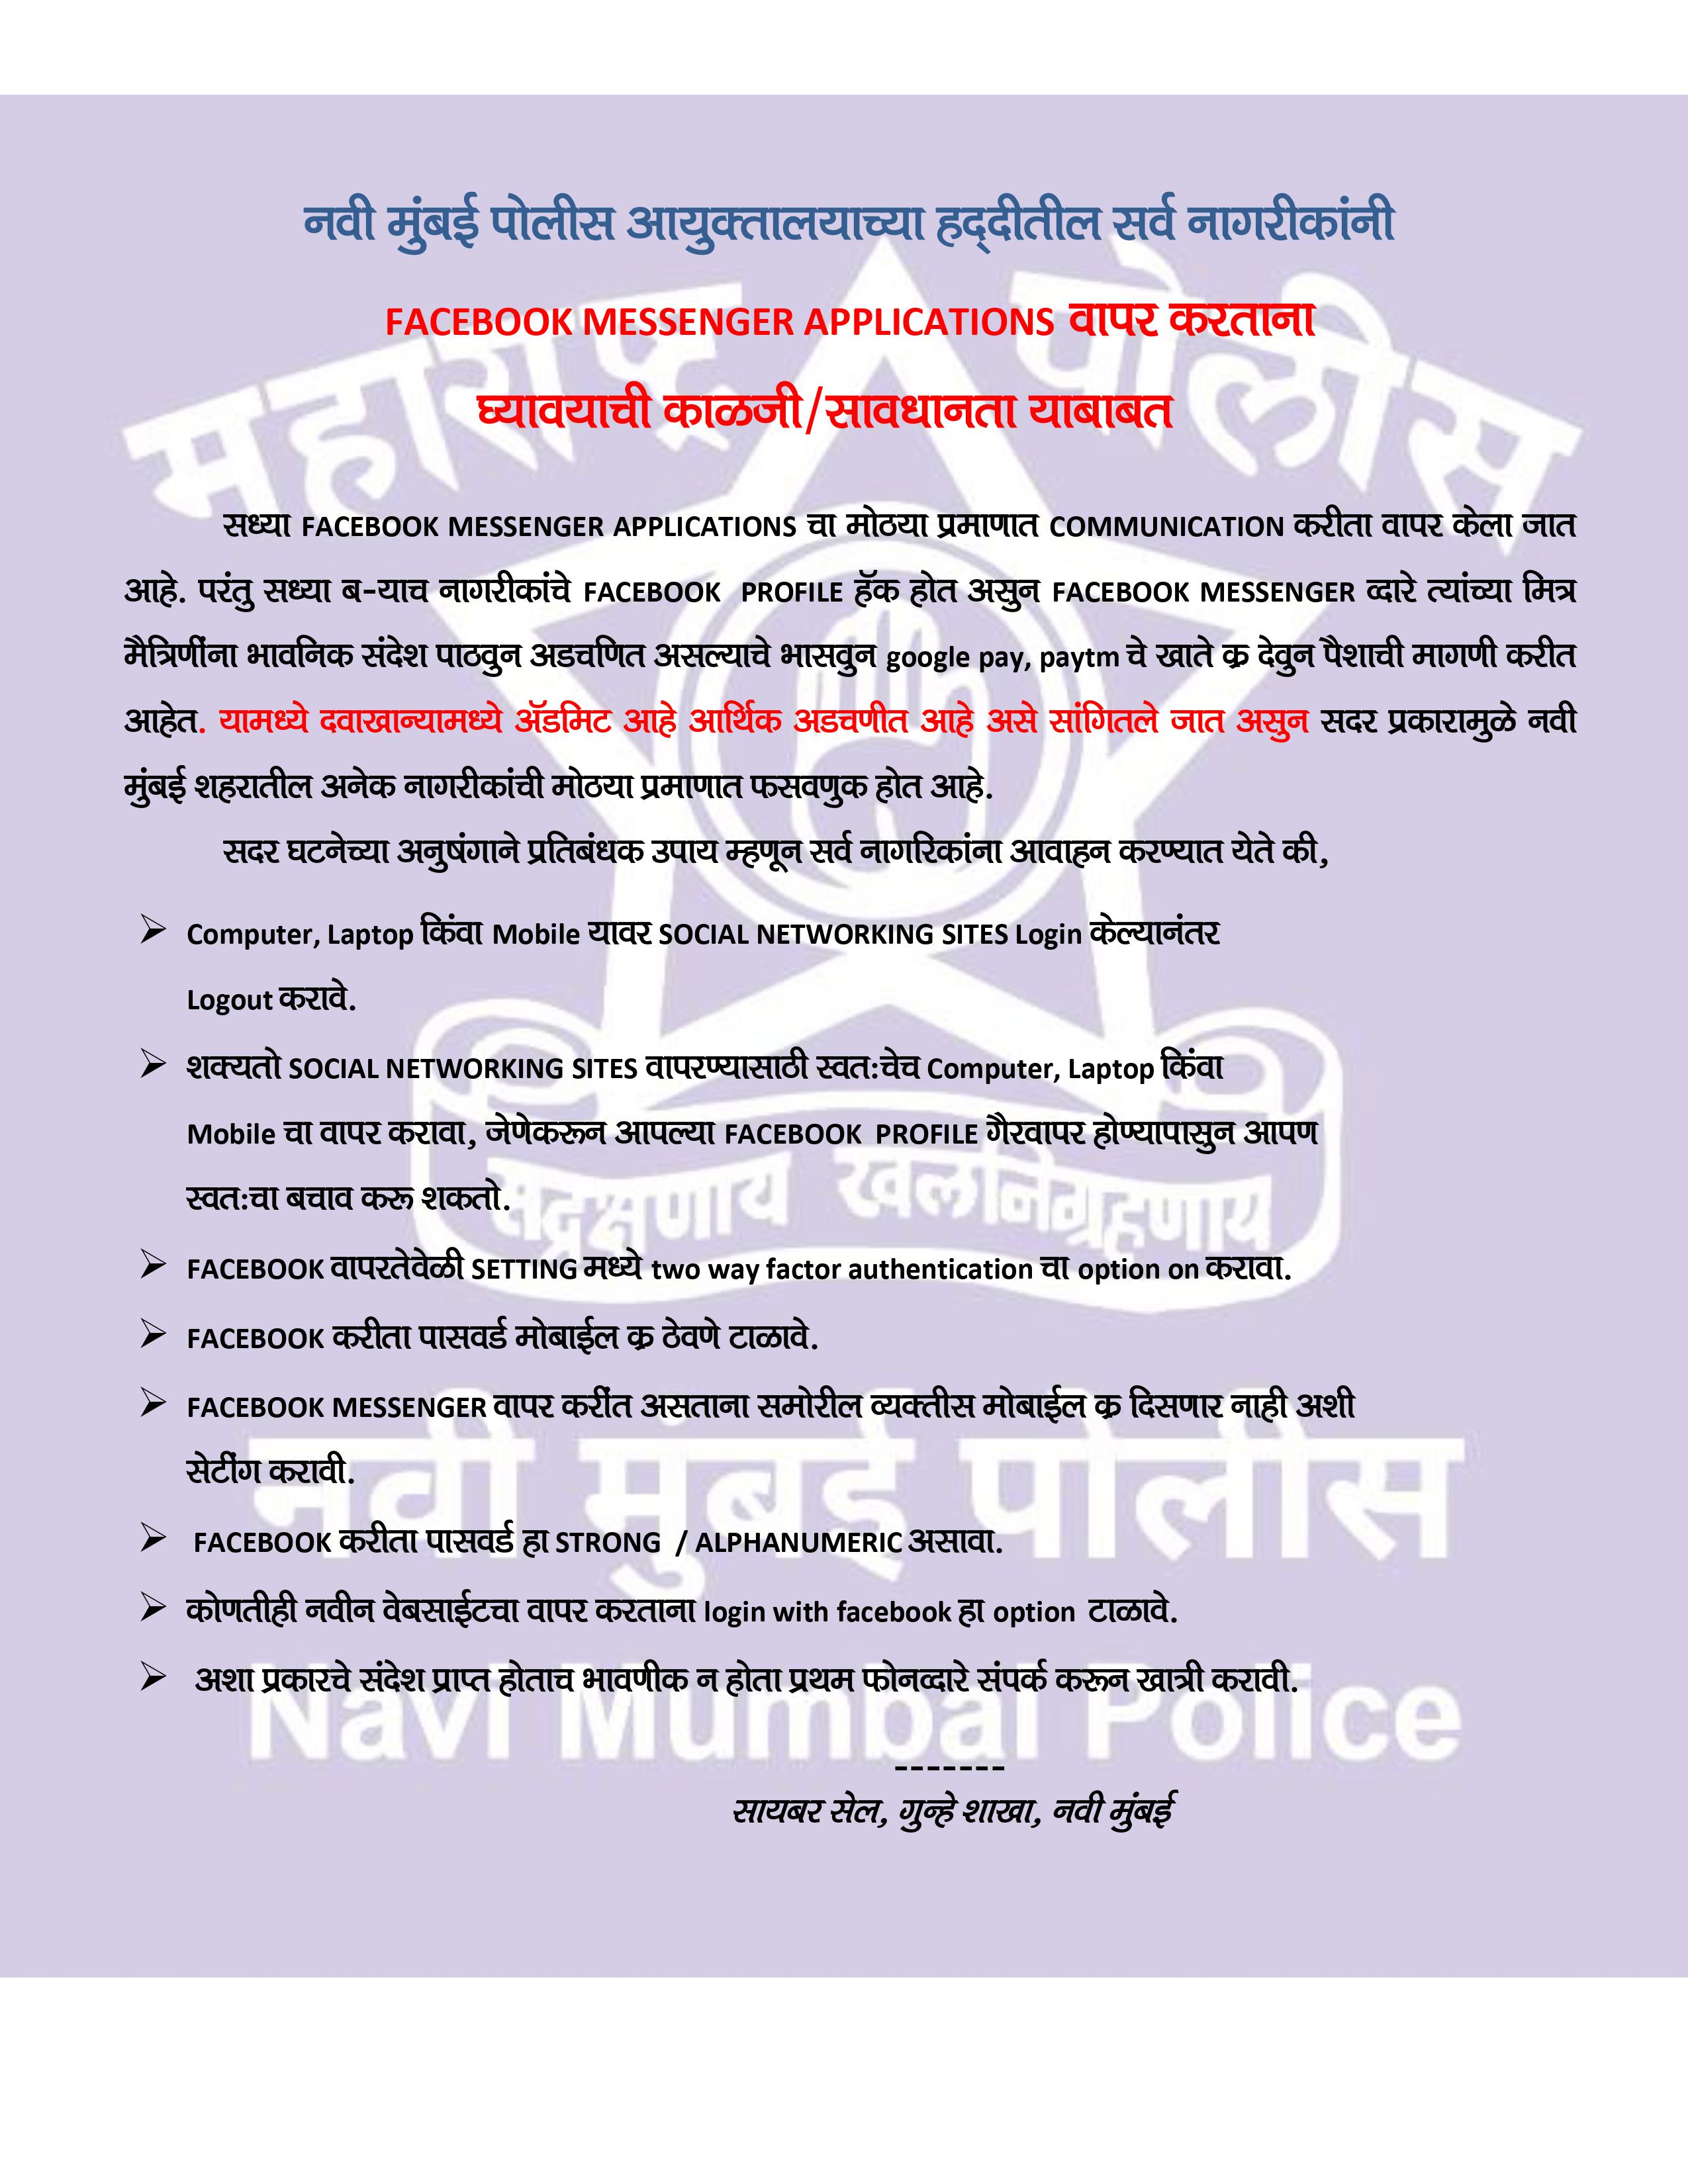 नवी मुंबई पोलीस आयुक्तालयाच्या हद्दीतील सर्व नागरीकांनी
FACEBOOK MESSENGER APPLICATIONS वापर करताना
घ्यावयाची काळजी/सावधानता याबाबत
महाराष्ट्र पोलीस
सध्या FACEBOOK MESSENGER APPLICATIONS चा मोठया प्रमाणात COMMUNICATION करीता वापर केला जात
आहे. परंतु सध्या ब-याच नागरीकांचे FACEBOOK PROFILE हॅक होत असुन FACEBOOK MESSENGER व्दारे त्यांच्या मित्र
मैत्रिणींना भावनिक संदेश पाठवुन अडचणित असल्याचे भासवुन google pay, paytm चे खाते क्र देवुन पैशाची मागणी करीत
आहेत. यामध्ये दवाखान्यामध्ये ॲडमिट आहे आर्थिक अडचणीत आहे असे सांगितले जात असुन सदर प्रकारामुळे नवी
मुंबई शहरातील अनेक नागरीकांची मोठया प्रमाणात फसवणुक होत आहे.
सदर घटनेच्या अनुषंगाने प्रतिबंधक उपाय म्हणून सर्व नागरिकांना आवाहन करण्यात येते की,
➢ Computer, Laptop किंवा Mobile यावर SOCIAL NETWORKING SITES Login केल्यानंतर
Logout करावे.
➢ शक्यतो SOCIAL NETWORKING SITES वापरण्यासाठी स्वत:चेच Computer, Laptop किंवा
Mobile चा वापर करावा, जेणेकरून आपल्या FACEBOOK PROFILE गैरवापर होण्यापासुन आपण
स्वत:चा बचाव करू शकतो.
सद्रक्षणाय खलनिग्रहणाय
➢ FACEBOOK वापरतेवेळी SETTING मध्ये two way factor authentication चा option on करावा.
➢ FACEBOOK करीता पासवर्ड मोबाईल क्र ठेवणे टाळावे.
➢ FACEBOOK MESSENGER वापर करींत असताना समोरील व्यक्तीस मोबाईल क्र दिसणार नाही अशी
सेटींग करावी.
नवी मुंबई पोलीस
➢ FACEBOOK करीता पासवर्ड हा STRONG / ALPHANUMERIC असावा.
➢ कोणतीही नवीन वेबसाईटचा वापर करताना login with facebook हा option टाळावे.
➢ अशा प्रकारचे संदेश प्राप्त होताच भावणीक न होता प्रथम फोनव्दारे संपर्क करून खात्री करावी.
Navi Mumbai Police
-------
सायबर सेल, गुन्हे शाखा, नवी मुंबई